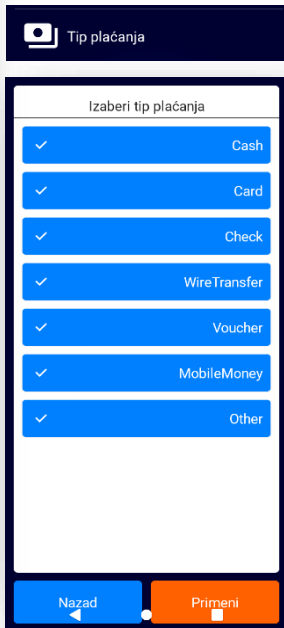 Tip plaćanja
Izaberi tip plaćanja
Cash
Card
Check
WireTransfer
Voucher
MobileMoney
Other
Nazad
Primeni